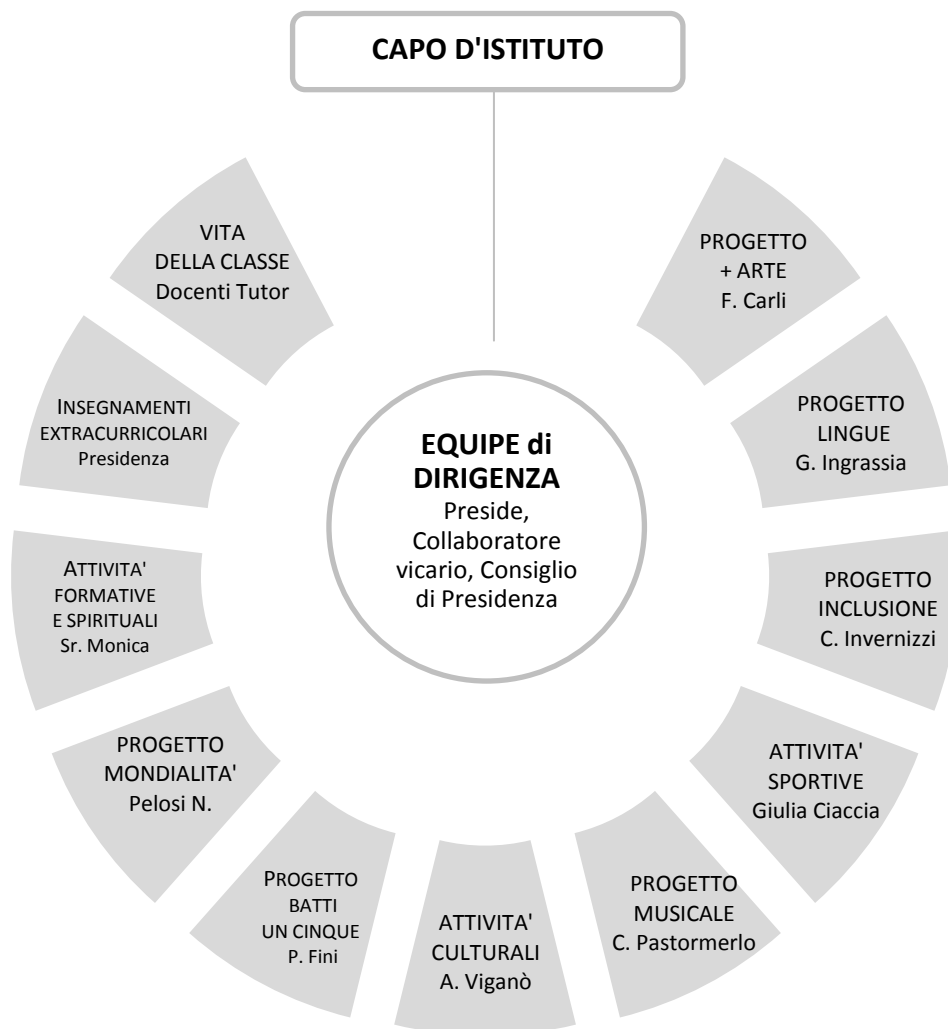 CAPO D'ISTITUTO
VITA
DELLA CLASSE
Docenti Tutor
PROGETTO
+ ARTE
F. Carli
INSEGNAMENTI
EXTRACURRICOLARI
Presidenza
PROGETTO
LINGUE
G. Ingrassia
EQUIPE di
DIRIGENZA
Preside,
Collaboratore
vicario, Consiglio
di Presidenza
ATTIVITA'
FORMATIVE
E SPIRITUALI
Sr. Monica
PROGETTO
INCLUSIONE
C. Invernizzi
PROGETTO
MONDIALITA'
Pelosi N.
ATTIVITA'
SPORTIVE
Giulia Ciaccia
PROGETTO
BATTI
UN CINQUE
P. Fini
ATTIVITA'
CULTURALI
A. Viganò
PROGETTO
MUSICALE
C. Pastormerlo